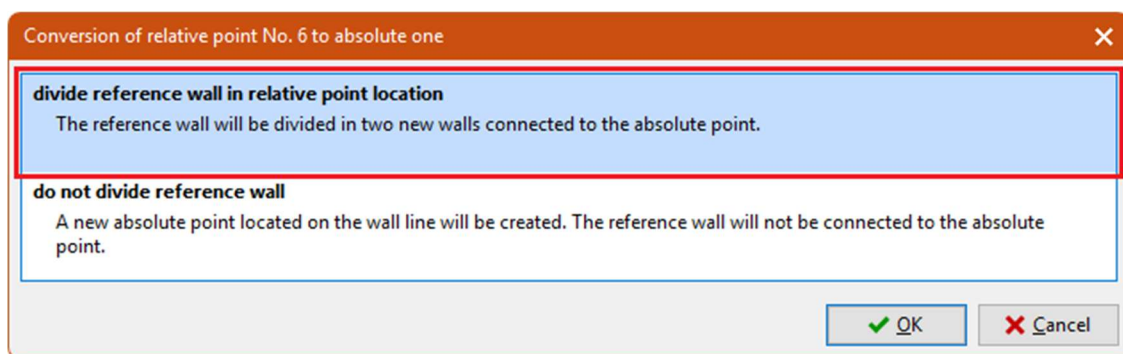 Conversion of relative point No. 6 to absolute one
divide reference wall in relative point location
The reference wall will be divided in two new walls connected to the absolute point.
do not divide reference wall
A new absolute point located on the wall line will be created. The reference wall will not be connected to the absolute
point.
OK
Cancel